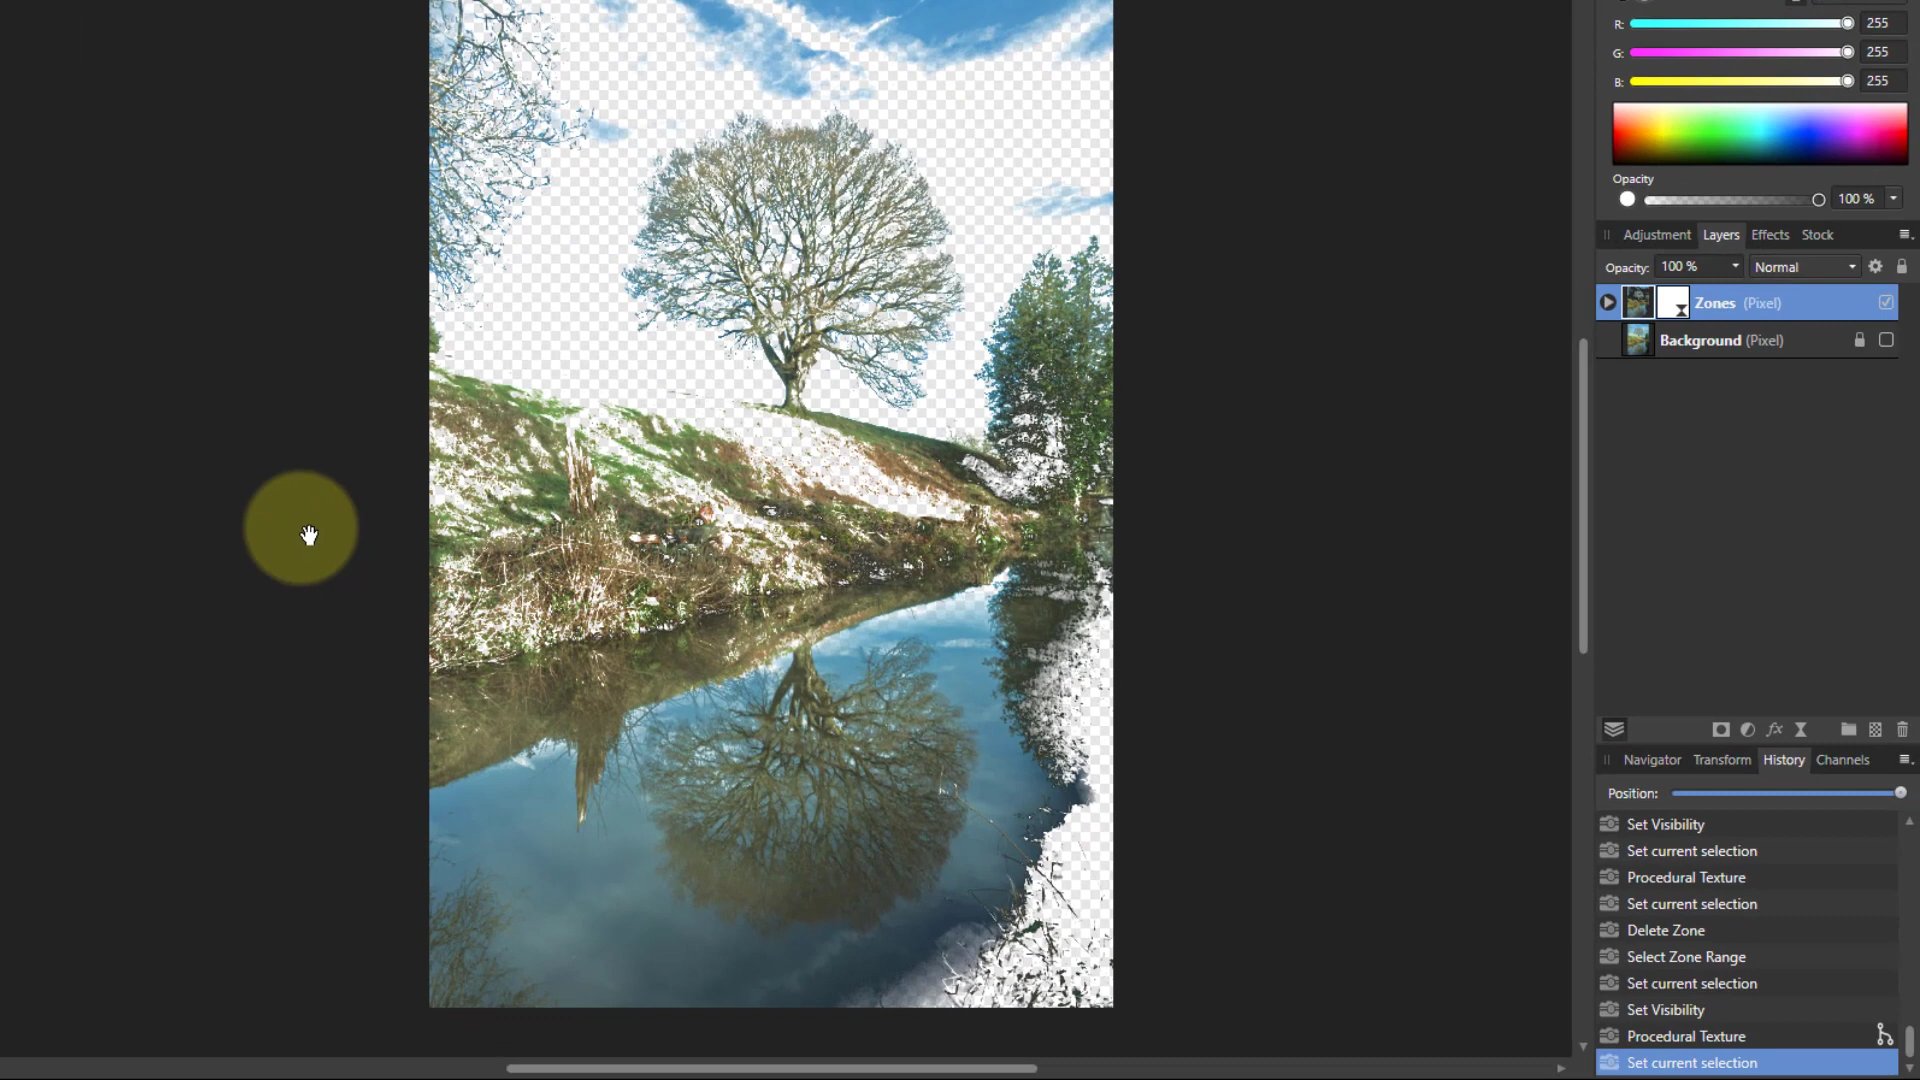 R: 255
G: 255
B: 255
Opacity
100 %
Adjustment Layers Effects Stock
Opacity: 100 % Normal
Zones (Pixel)
Background (Pixel)
Navigator Transform History Channels
Position:
Set Visibility
Set current selection
Procedural Texture
Set current selection
Delete Zone
Select Zone Range
Set current selection
Set Visibility
Procedural Texture
Set current selection